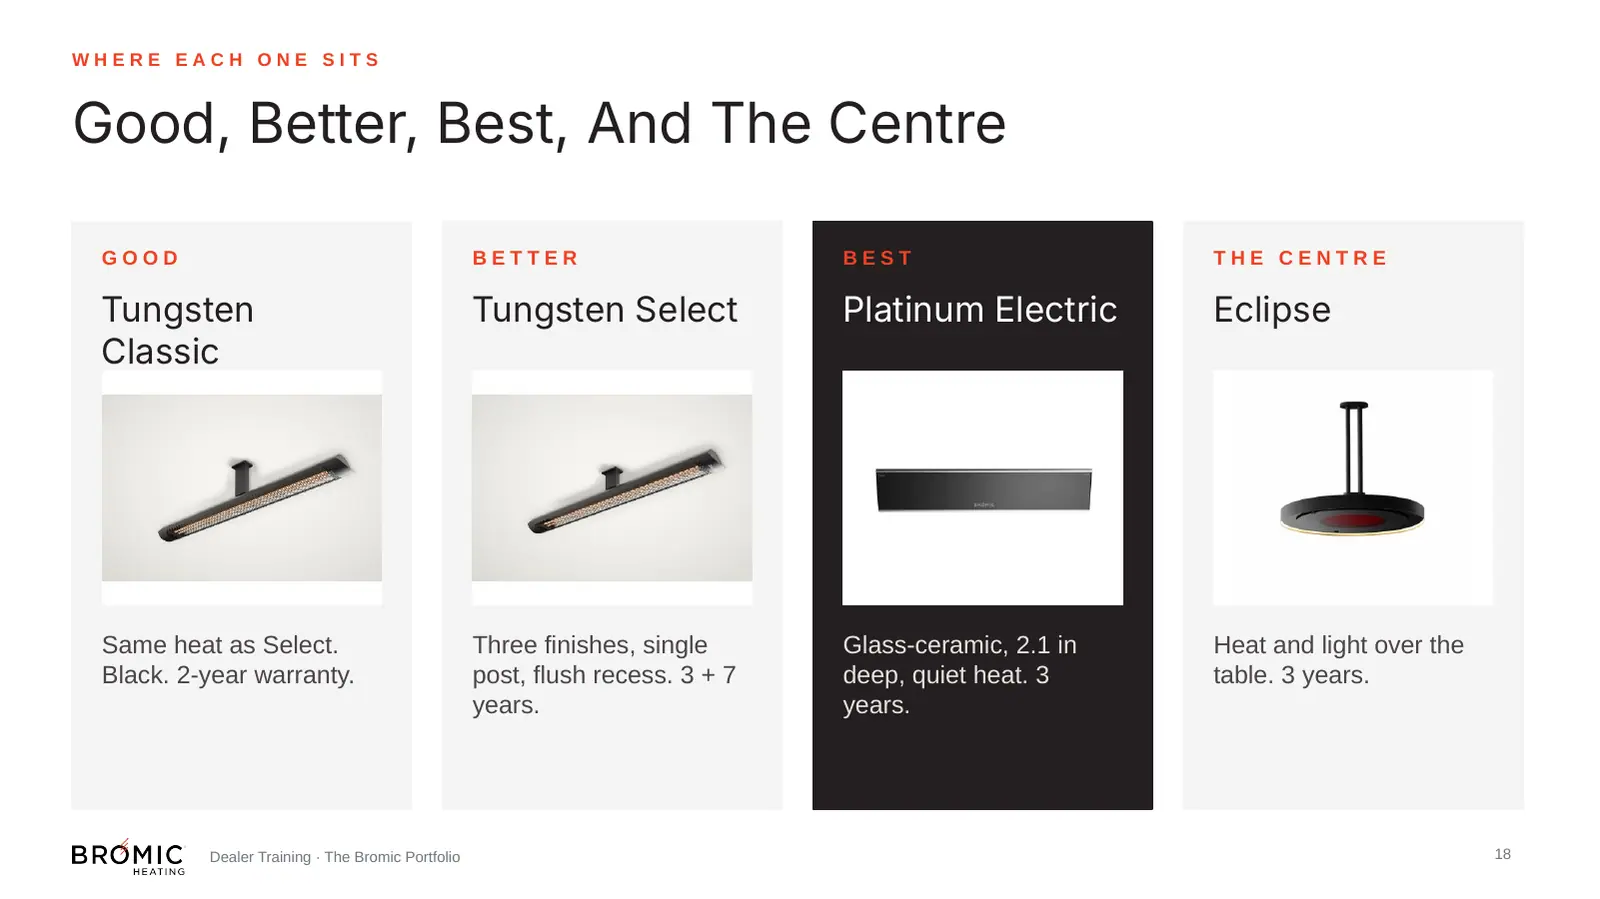 WHERE EACH ONE SITS
Good, Better, Best, And The Centre
GOOD
Tungsten
Classic
Same heat as Select.
Black. 2-year warranty.
BETTER
Tungsten Select
Three finishes, single
post, flush recess. 3 + 7
years.
BEST
Platinum Electric
BROMIC
Glass-ceramic, 2.1 in
deep, quiet heat. 3
years.
THE CENTRE
Eclipse
Heat and light over the
table. 3 years.
BROMIC
HEATING
Dealer Training · The Bromic Portfolio
18